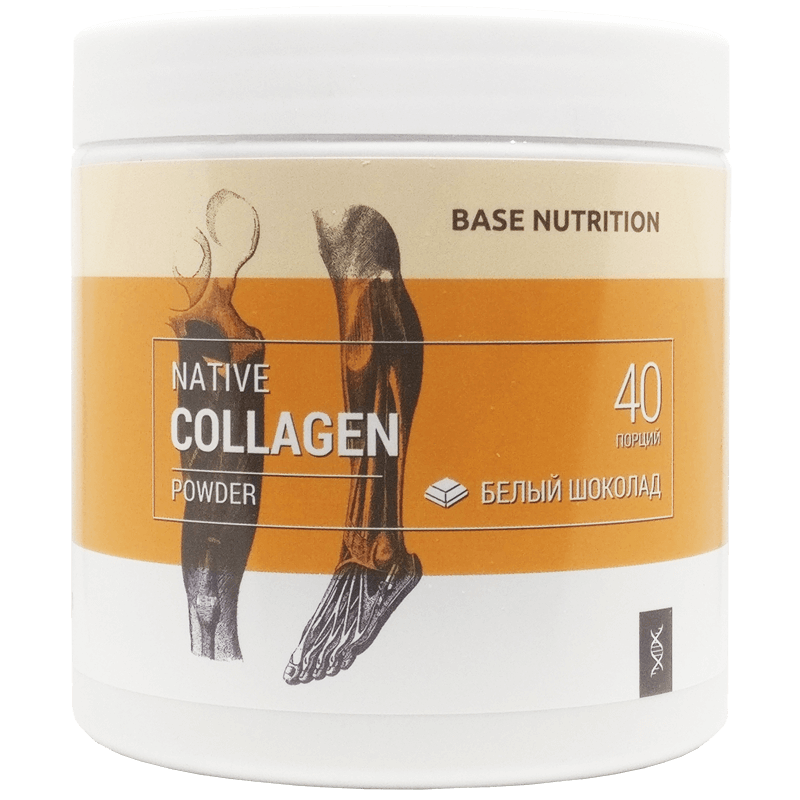 BASE NUTRITION
NATIVE
COLLAGEN
POWDER
40
ПОРЦИЙ
БЕЛЫЙ ШОКОЛАД